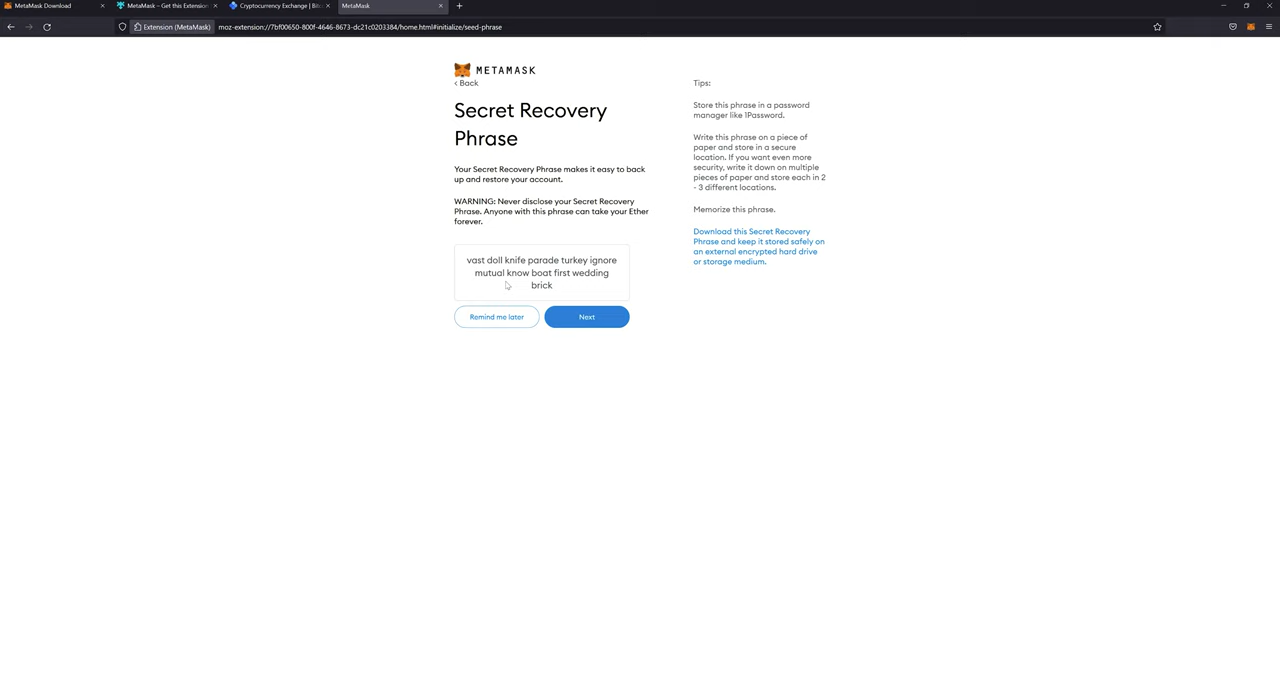 MetaMask Download
MetaMask – Get this Extension
Cryptocurrency Exchange | Bitc
MetaMask
Extension (MetaMask)
moz-extension://7bf00650-800f-4646-8673-dc21c0203384/home.html#initialize/seed-phrase
METAMASK
< Back
Secret Recovery
Phrase
Your Secret Recovery Phrase makes it easy to back
up and restore your account.
WARNING: Never disclose your Secret Recovery
Phrase. Anyone with this phrase can take your Ether
forever.
vast doll knife parade turkey ignore
mutual know boat first wedding
brick
Remind me later
Next
Tips:
Store this phrase in a password
manager like 1Password.
Write this phrase on a piece of
paper and store in a secure
location. If you want even more
security, write it down on multiple
pieces of paper and store each in 2
- 3 different locations.
Memorize this phrase.
Download this Secret Recovery
Phrase and keep it stored safely on
an external encrypted hard drive
or storage medium.